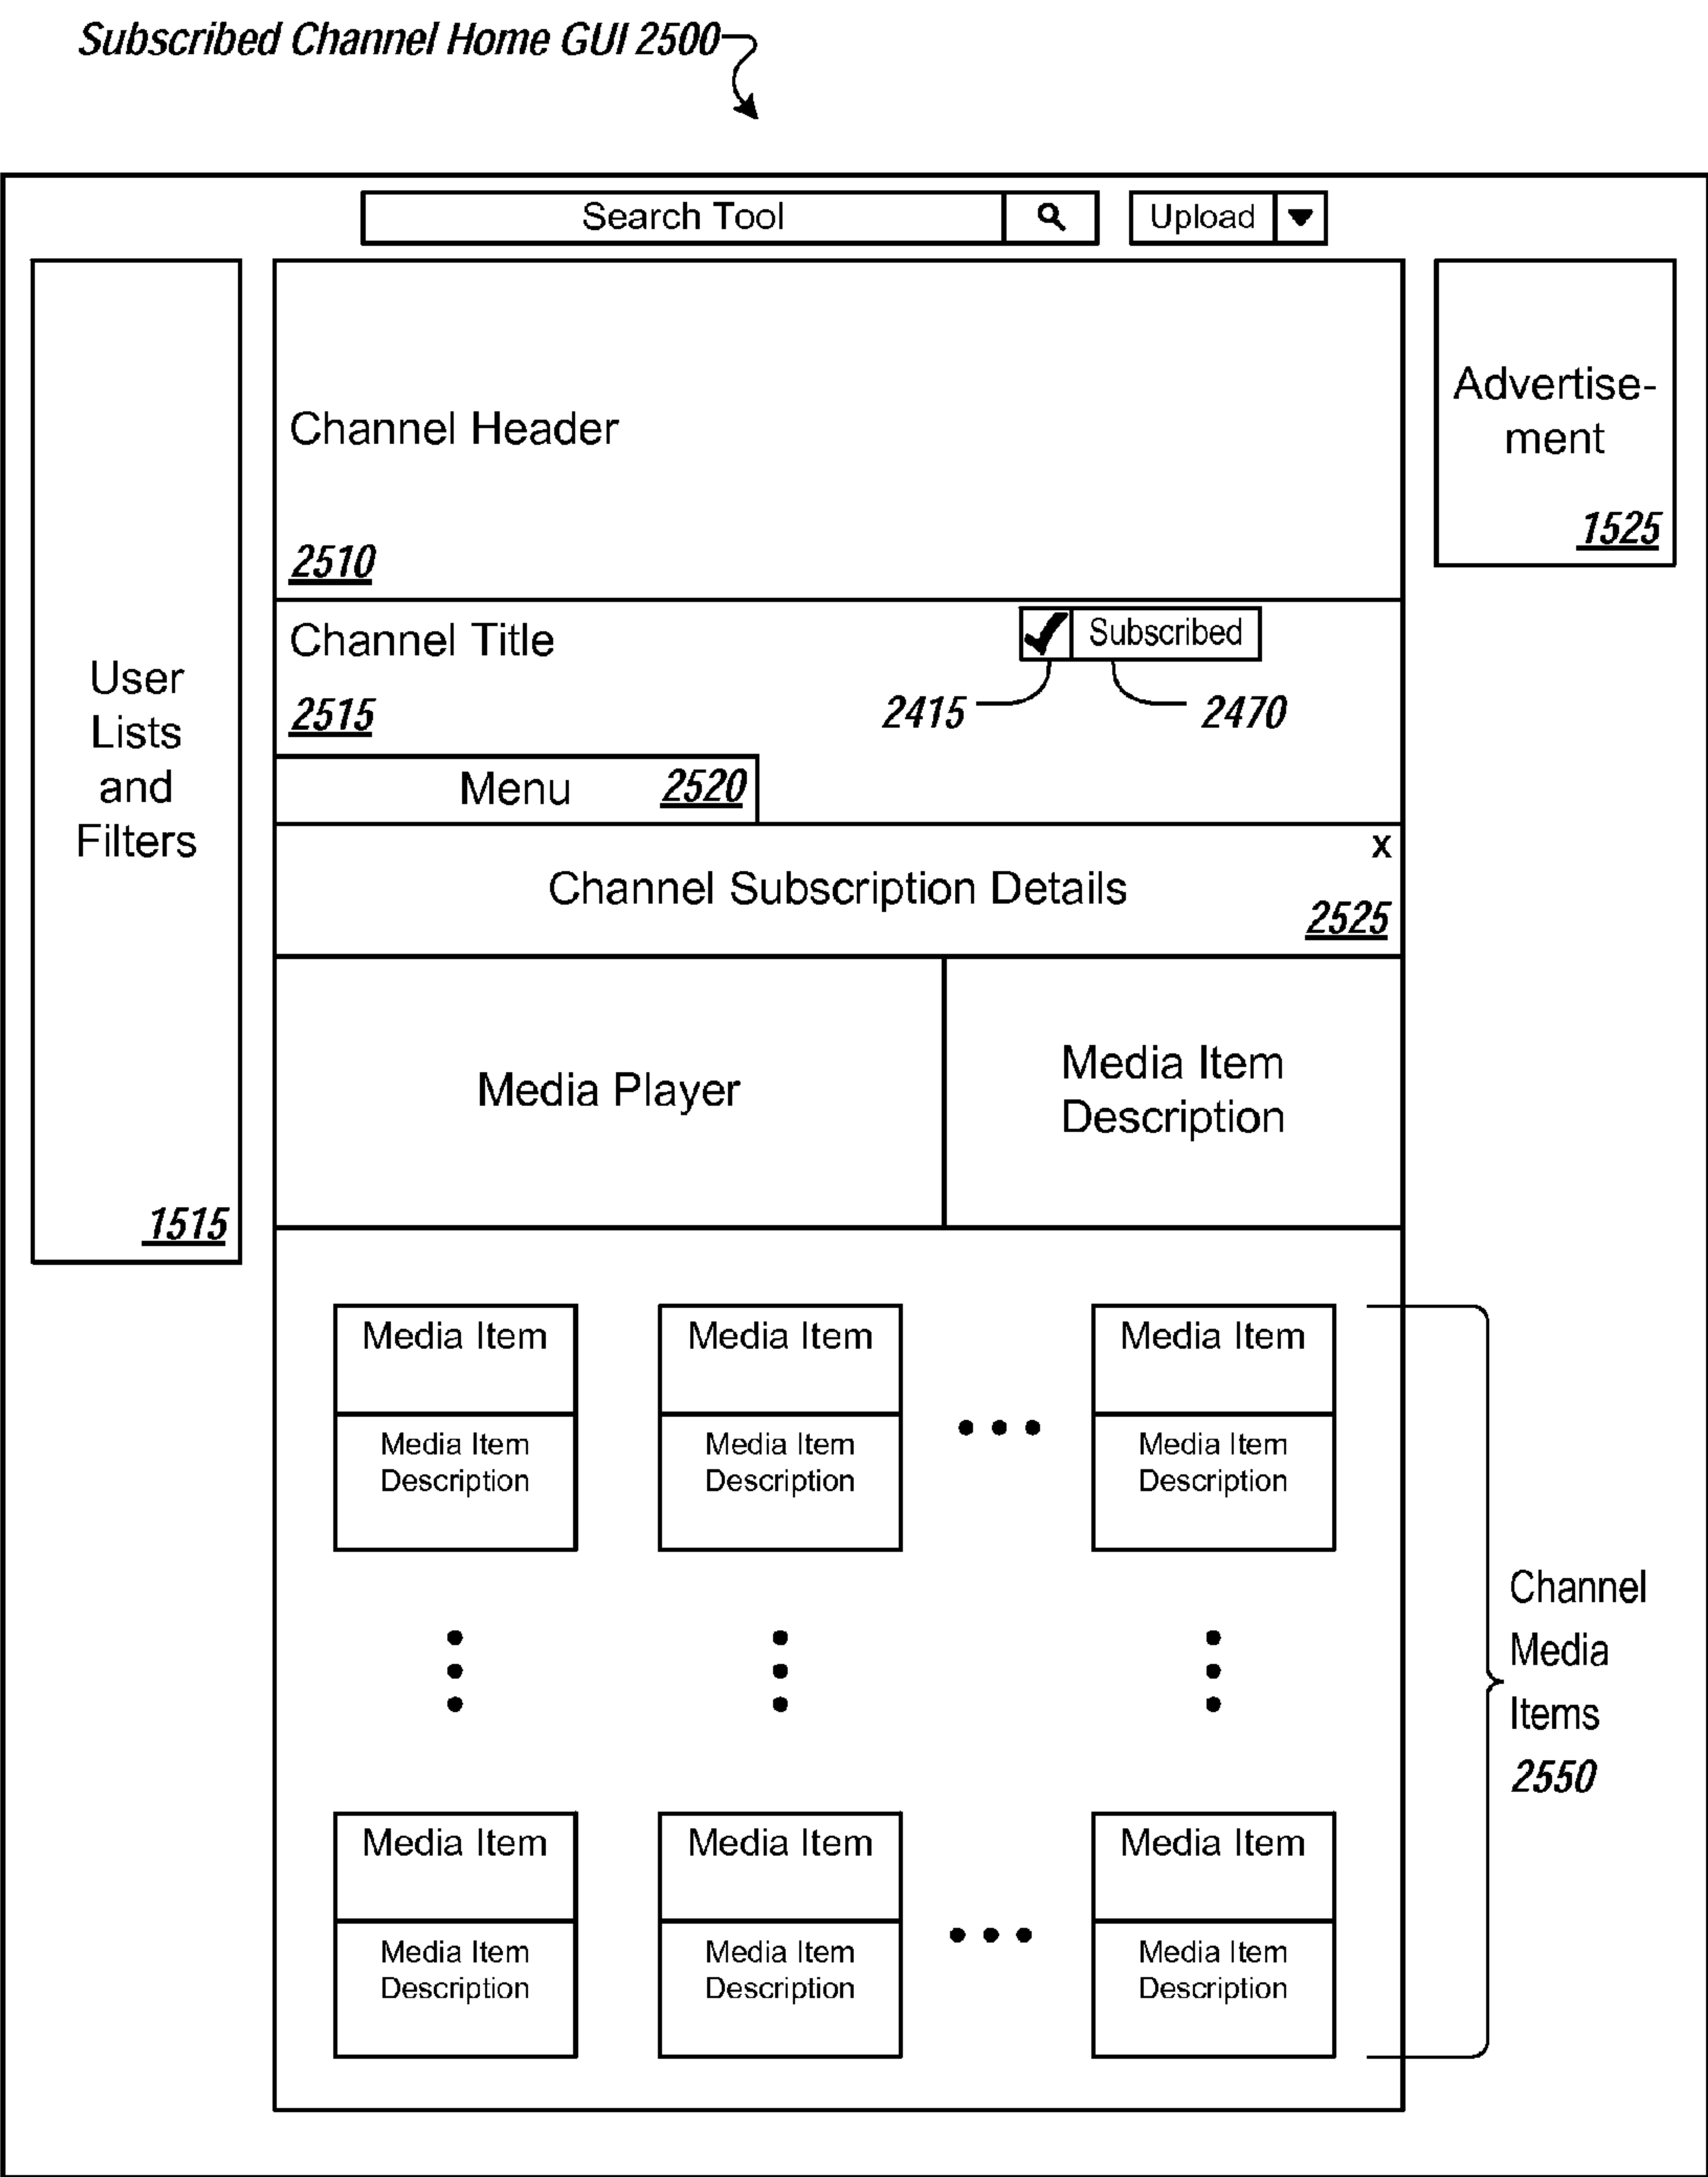 Subscribed Channel Home GUI 2500
Search Tool
Upload
User
Lists
and
Filters
1515
Channel Header
2510
Advertise-
ment
1525
Channel Title
2515
Subscribed
2415
2470
Menu 2520
x
Channel Subscription Details
2525
Media Player
Media Item
Description
Media Item
Media Item Description
Media Item
Media Item Description
Media Item
Media Item Description
Media Item
Media Item Description
Media Item
Media Item Description
Media Item
Media Item Description
Channel
Media
Items
2550